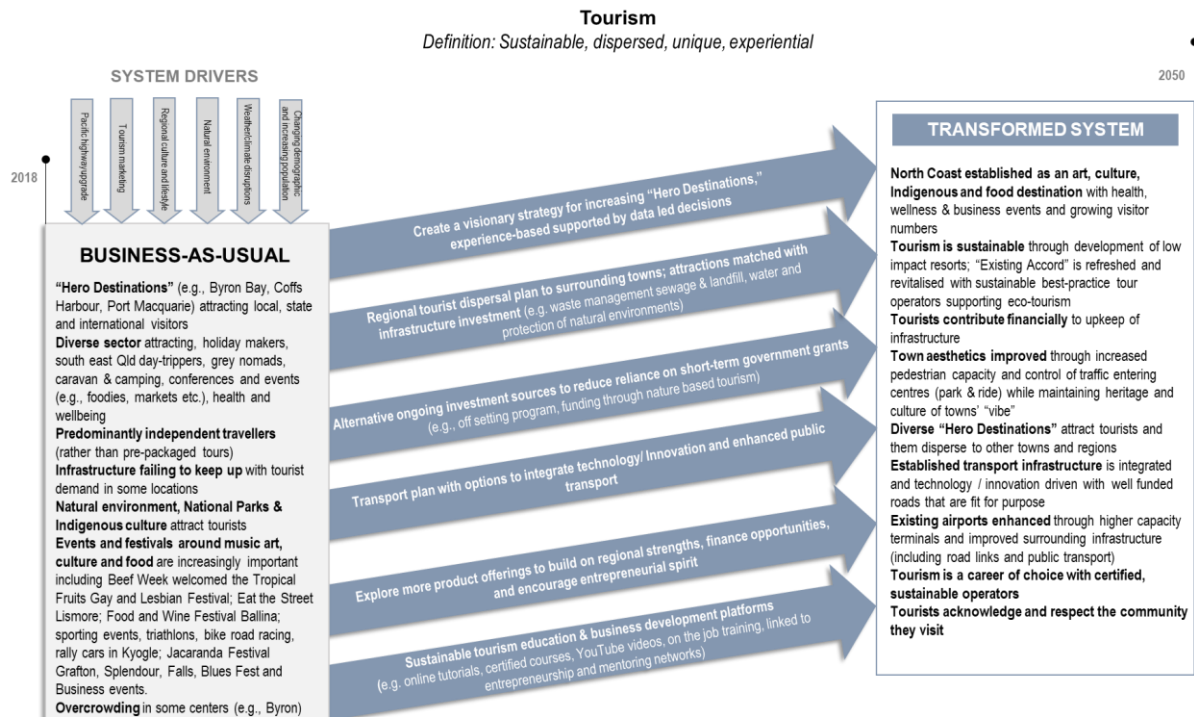 Tourism
Definition: Sustainable, dispersed, unique, experiential
SYSTEM DRIVERS
2018
2050
Pacific highway upgrade
Tourism marketing
Regional culture and lifestyle
Natural environment
Weather/climate disruptions
Changing demographic
and increasing population
BUSINESS-AS-USUAL
“Hero Destinations” (e.g., Byron Bay, Coffs
Harbour, Port Macquarie) attracting local, state
and international visitors
Diverse sector attracting, holiday makers,
south east Qld day-trippers, grey nomads,
caravan & camping, conferences and events
(e.g., foodies, markets etc.), health and
wellbeing
Predominantly independent travellers
(rather than pre-packaged tours)
Infrastructure failing to keep up with tourist
demand in some locations
Natural environment, National Parks &
Indigenous culture attract tourists
Events and festivals around music art,
culture and food are increasingly important
including Beef Week welcomed the Tropical
Fruits Gay and Lesbian Festival; Eat the Street
Lismore; Food and Wine Festival Ballina;
sporting events, triathlons, bike road racing,
rally cars in Kyogle; Jacaranda Festival
Grafton, Splendour, Falls, Blues Fest and
Business events.
Overcrowding in some centers (e.g., Byron)
Create a visionary strategy for increasing “Hero Destinations,”
experience-based supported by data led decisions
Regional tourist dispersal plan to surrounding towns; attractions matched with
infrastructure investment (e.g. waste management sewage & landfill, water and
protection of natural environments)
Alternative ongoing investment sources to reduce reliance on short-term government grants
(e.g., off setting program, funding through nature based tourism)
Transport plan with options to integrate technology/ Innovation and enhanced public
transport
Explore more product offerings to build on regional strengths, finance opportunities,
and encourage entrepreneurial spirit
Sustainable tourism education & business development platforms
(e.g. online tutorials, certified courses, YouTube videos, on the job training, linked to
entrepreneurship and mentoring networks)
TRANSFORMED SYSTEM
North Coast established as an art, culture,
Indigenous and food destination with health,
wellness & business events and growing visitor
numbers
Tourism is sustainable through development of low
impact resorts; “Existing Accord” is refreshed and
revitalised with sustainable best-practice tour
operators supporting eco-tourism
Tourists contribute financially to upkeep of
infrastructure
Town aesthetics improved through increased
pedestrian capacity and control of traffic entering
centres (park & ride) while maintaining heritage and
culture of towns’ “vibe”
Diverse “Hero Destinations” attract tourists and
them disperse to other towns and regions
Established transport infrastructure is integrated
and technology / innovation driven with well funded
roads that are fit for purpose
Existing airports enhanced through higher capacity
terminals and improved surrounding infrastructure
(including road links and public transport)
Tourism is a career of choice with certified,
sustainable operators
Tourists acknowledge and respect the community
they visit